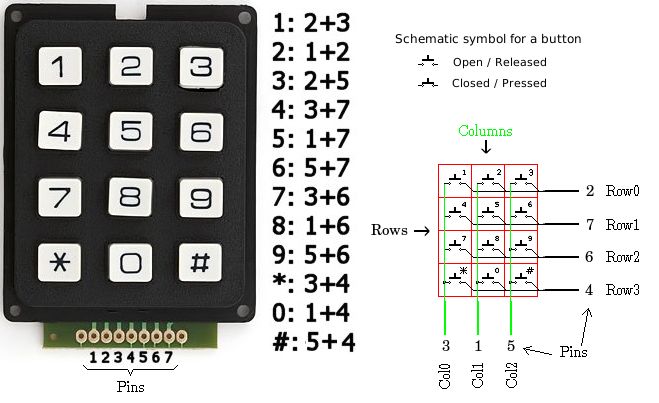 1 2 3
4 5 6
7 8 9
* 0 #
1234567
Pins
1: 2+3
2: 1+2
3: 2+5
4: 3+7
5: 1+7
6: 5+7
7: 3+6
8: 1+6
9: 5+6
*: 3+4
0: 1+4
#: 5+4
Schematic symbol for a button
Open / Released
Closed / Pressed
Columns
Rows
1 2 3
2 Row0
4 5 6
7 Row1
7 8 9
6 Row2
* 0 #
4 Row3
3 1 5
Pins
Col0 Col1 Col2